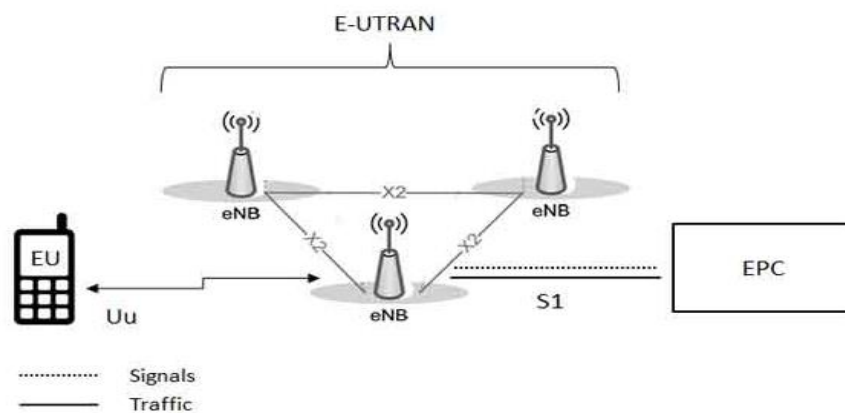 E-UTRAN
X2
eNB
eNB
X2
X2
EU
EPC
Uu
eNB
S1
Signals
Traffic